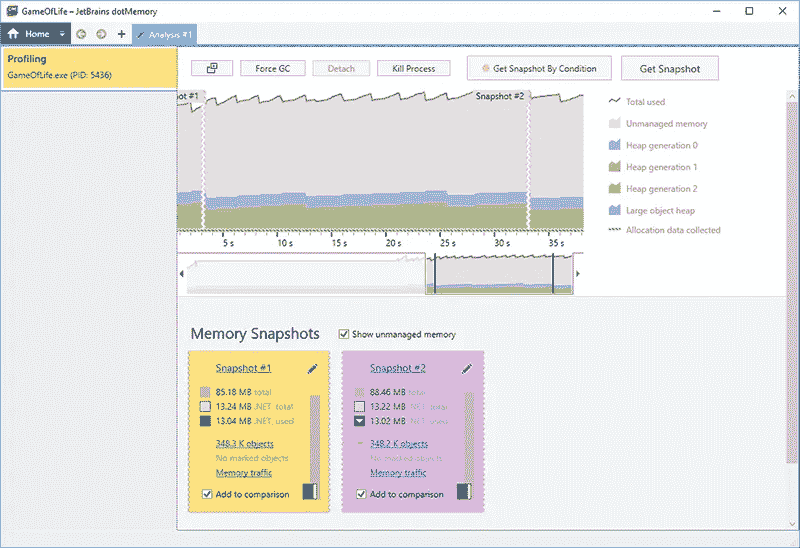 GameOfLife – JetBrains dotMemory
Home
Analysis #1
Profiling
GameOfLife.exe (PID: 5436)
Force GC
Detach
Kill Process
Get Snapshot By Condition
Get Snapshot
ot #1
Snapshot #2
Total used
Unmanaged memory
Heap generation 0
Heap generation 1
Heap generation 2
Large object heap
Allocation data collected
5 s
10 s
15 s
20 s
25 s
30 s
35 s
Memory Snapshots
Show unmanaged memory
Snapshot #1
85.18 MB total
13.24 MB .NET, total
13.04 MB .NET, used
348.3 K objects
No marked objects
Memory traffic
Add to comparison
Snapshot #2
88.46 MB total
13.22 MB .NET, total
13.02 MB .NET, used
348.2 K objects
No marked objects
Memory traffic
Add to comparison